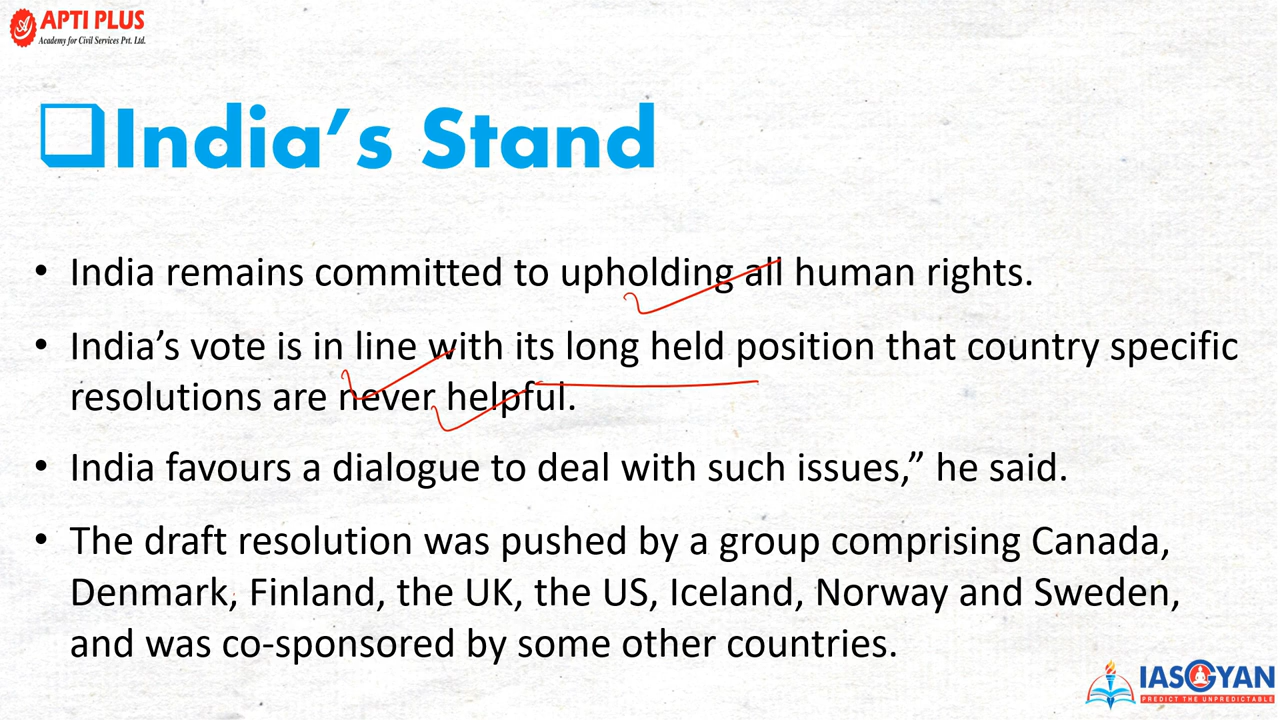 APTI PLUS
Academy for Civil Services Pvt. Ltd.
India’s Stand
• India remains committed to upholding all human rights.
• India’s vote is in line with its long held position that country specific
resolutions are never helpful.
• India favours a dialogue to deal with such issues,” he said.
• The draft resolution was pushed by a group comprising Canada,
Denmark, Finland, the UK, the US, Iceland, Norway and Sweden,
and was co-sponsored by some other countries.
IASGYAN
PREDICT THE UNPREDICTABLE